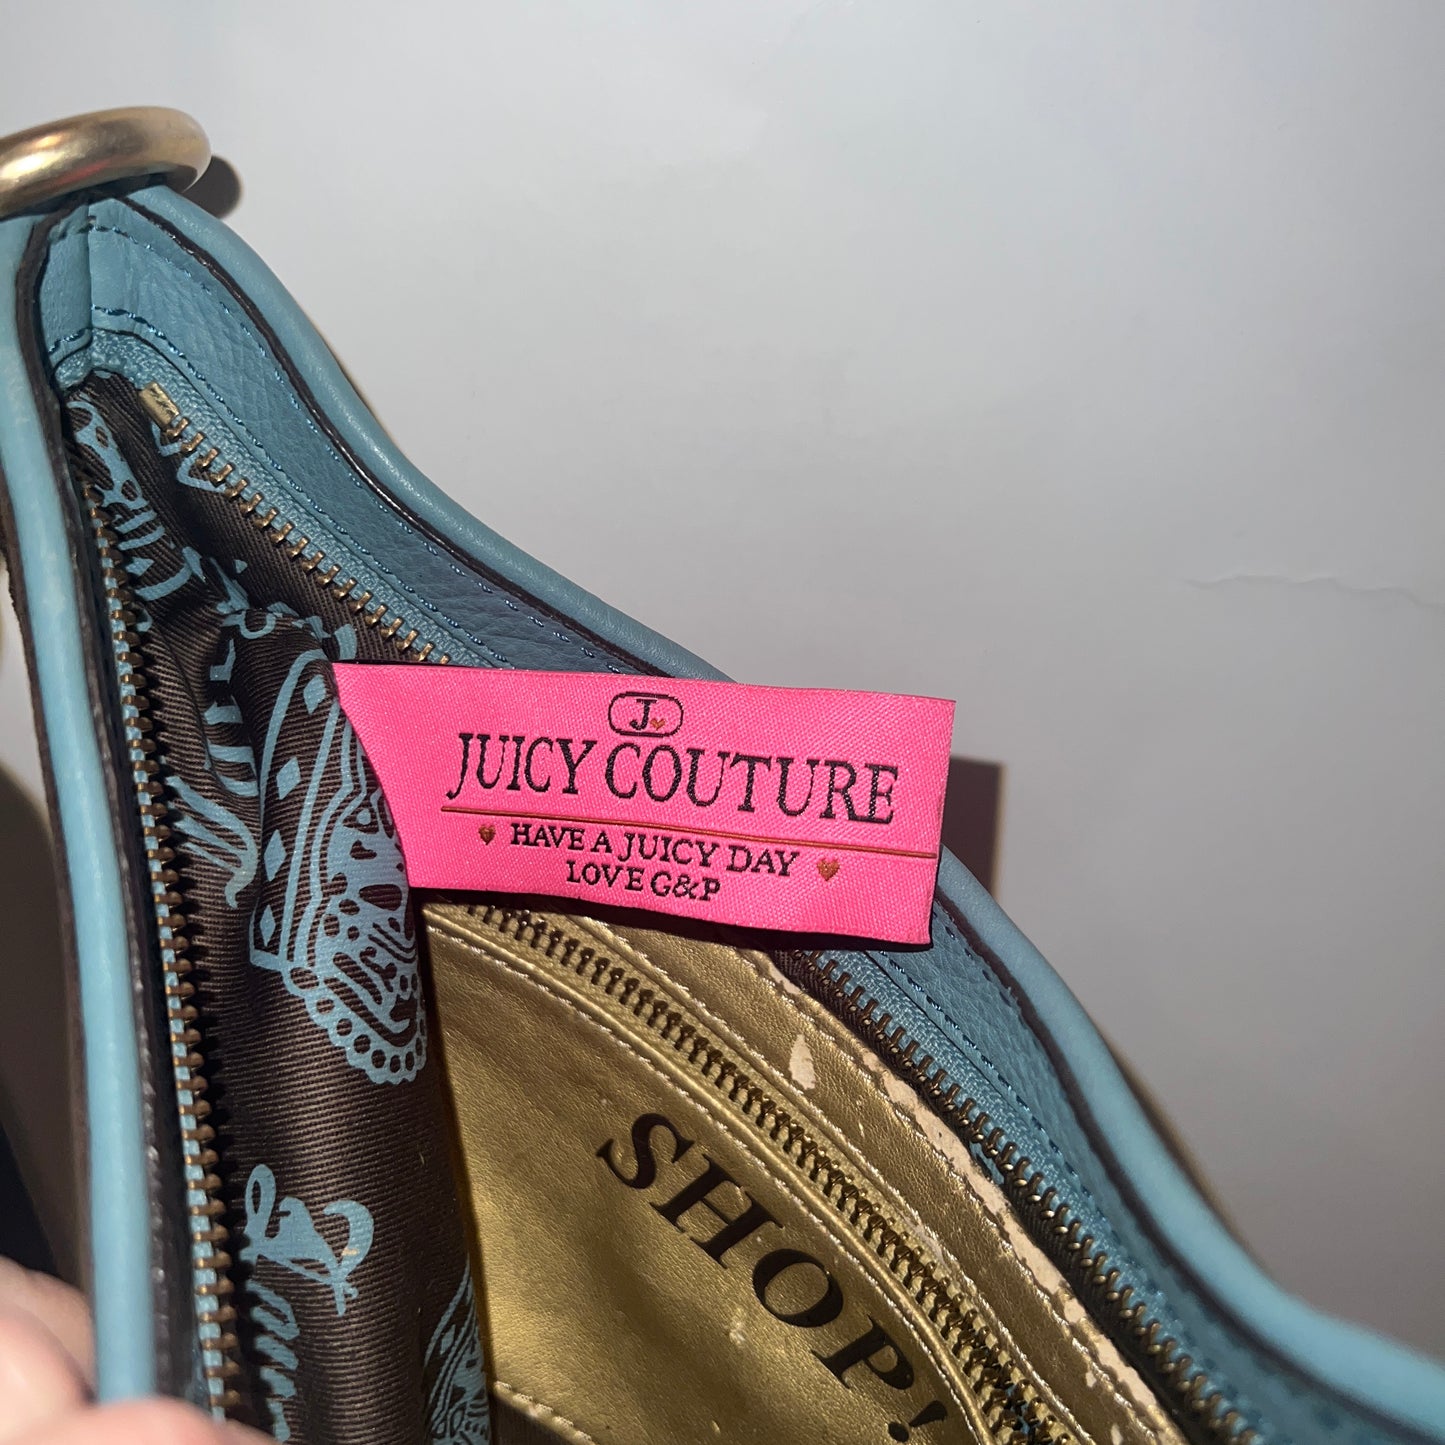 J.
JUICY COUTURE
HAVE A JUICY DAY
LOVE G&P
SHOP!